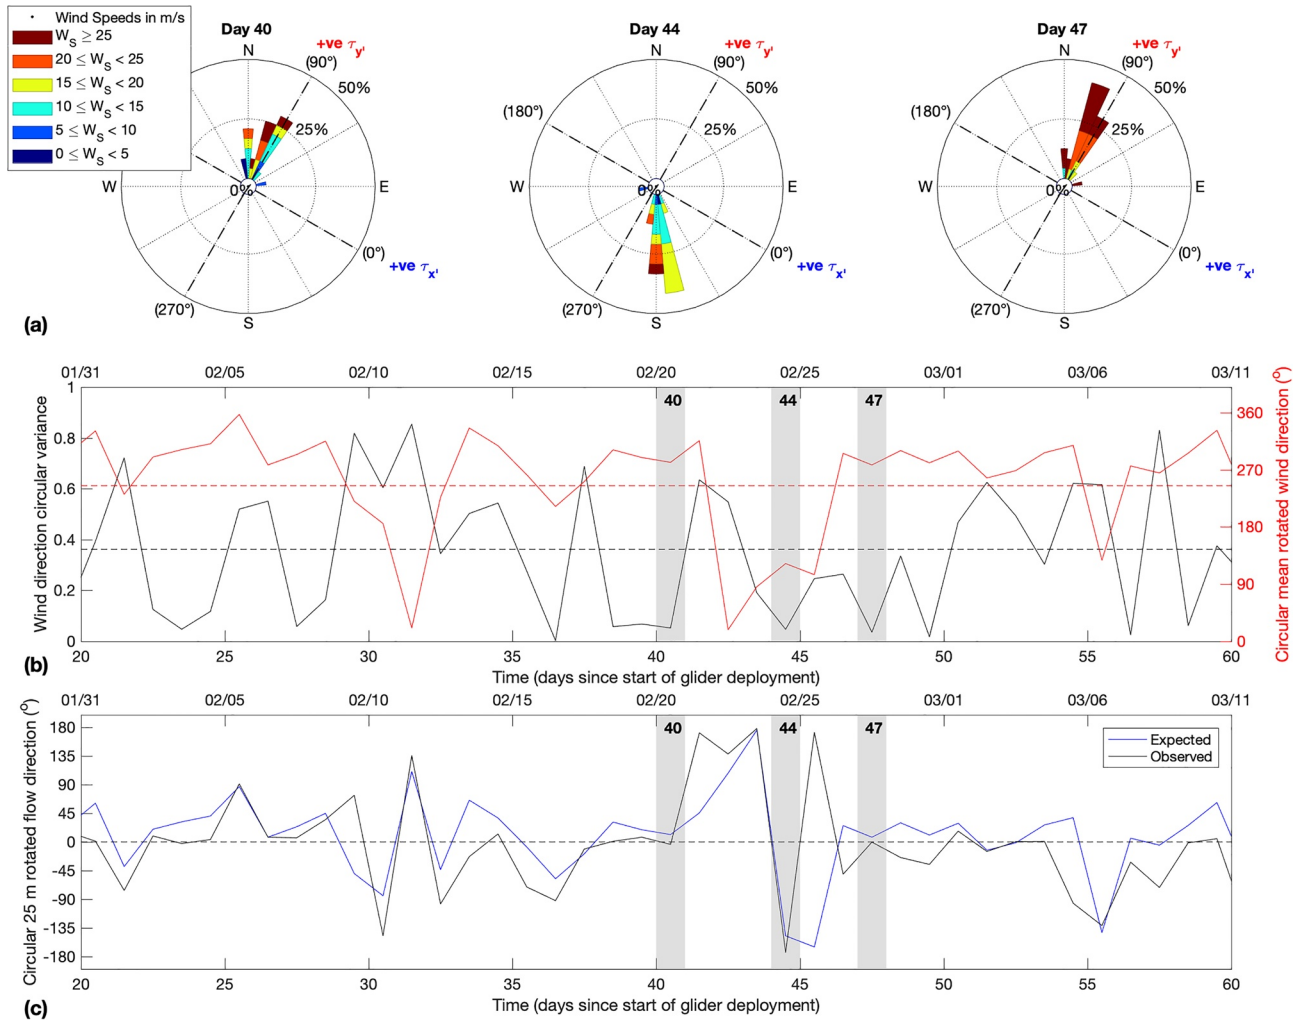 Wind Speeds in m/s
W_S ≥ 25
20 ≤ W_S < 25
15 ≤ W_S < 20
10 ≤ W_S < 15
5 ≤ W_S < 10
0 ≤ W_S < 5
Day 40
N
+ve τ_y'
(90°)
50%
25%
W
0%
E
(0°)
+ve τ_x'
(270°)
S
Day 44
N
+ve τ_y'
(90°)
50%
(180°)
25%
W
0%
E
(0°)
+ve τ_x'
(270°)
S
Day 47
N
+ve τ_y'
(90°)
50%
(180°)
25%
W
0%
E
(0°)
+ve τ_x'
(270°)
S
(a)
01/31 02/05 02/10 02/15 02/20 02/25 03/01 03/06 03/11
Wind direction circular variance
1
0.8
0.6
0.4
0.2
0
40 44 47
360
270
180
90
0
Circular mean rotated wind direction (°)
20 25 30 35 40 45 50 55 60
Time (days since start of glider deployment)
(b)
01/31 02/05 02/10 02/15 02/20 02/25 03/01 03/06 03/11
Circular 25 m rotated flow direction (°)
180
135
90
45
0
-45
-90
-135
-180
40 44 47
Expected
Observed
20 25 30 35 40 45 50 55 60
Time (days since start of glider deployment)
(c)